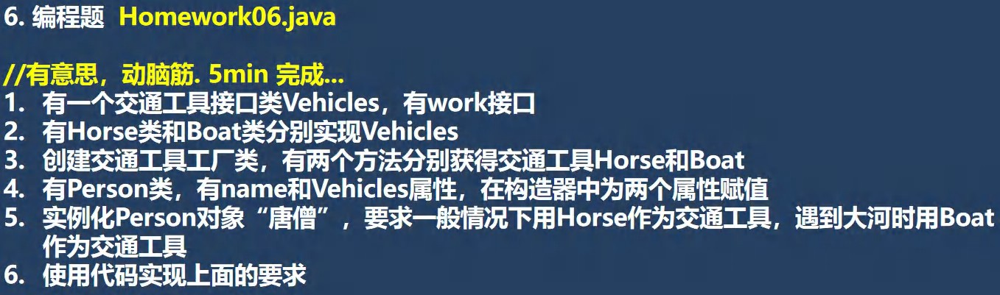 6. 编程题 Homework06.java
//有意思，动脑筋. 5min 完成...
1. 有一个交通工具接口类Vehicles，有work接口
2. 有Horse类和Boat类分别实现Vehicles
3. 创建交通工具工厂类，有两个方法分别获得交通工具Horse和Boat
4. 有Person类，有name和Vehicles属性，在构造器中为两个属性赋值
5. 实例化Person对象“唐僧”，要求一般情况下用Horse作为交通工具，遇到大河时用Boat
作为交通工具
6. 使用代码实现上面的要求